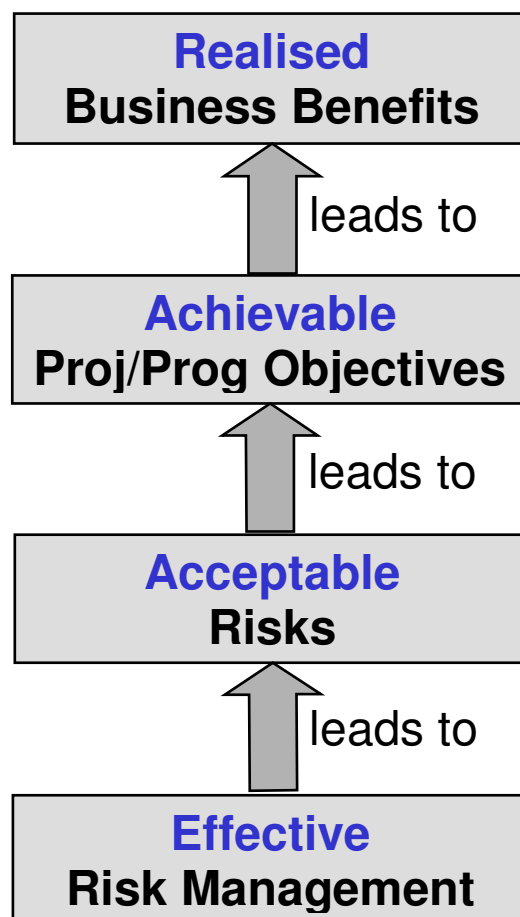 Realised
Business Benefits
leads to
Achievable
Proj/Prog Objectives
leads to
Acceptable
Risks
leads to
Effective
Risk Management